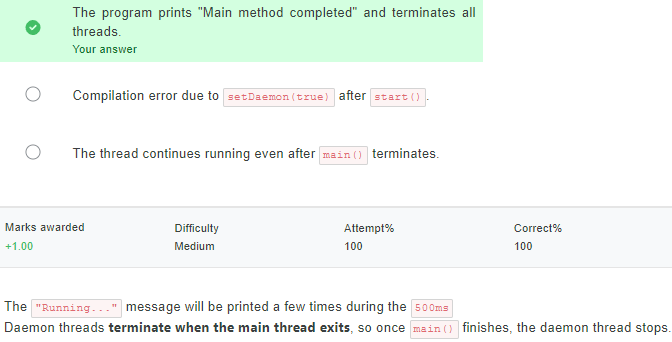 The program prints "Main method completed" and terminates all
threads.
Your answer
Compilation error due to setDaemon(true) after start().
The thread continues running even after main() terminates.
Marks awarded Difficulty Attempt% Correct%
+1.00 Medium 100 100
The "Running..." message will be printed a few times during the 500ms
Daemon threads terminate when the main thread exits, so once main() finishes, the daemon thread stops.